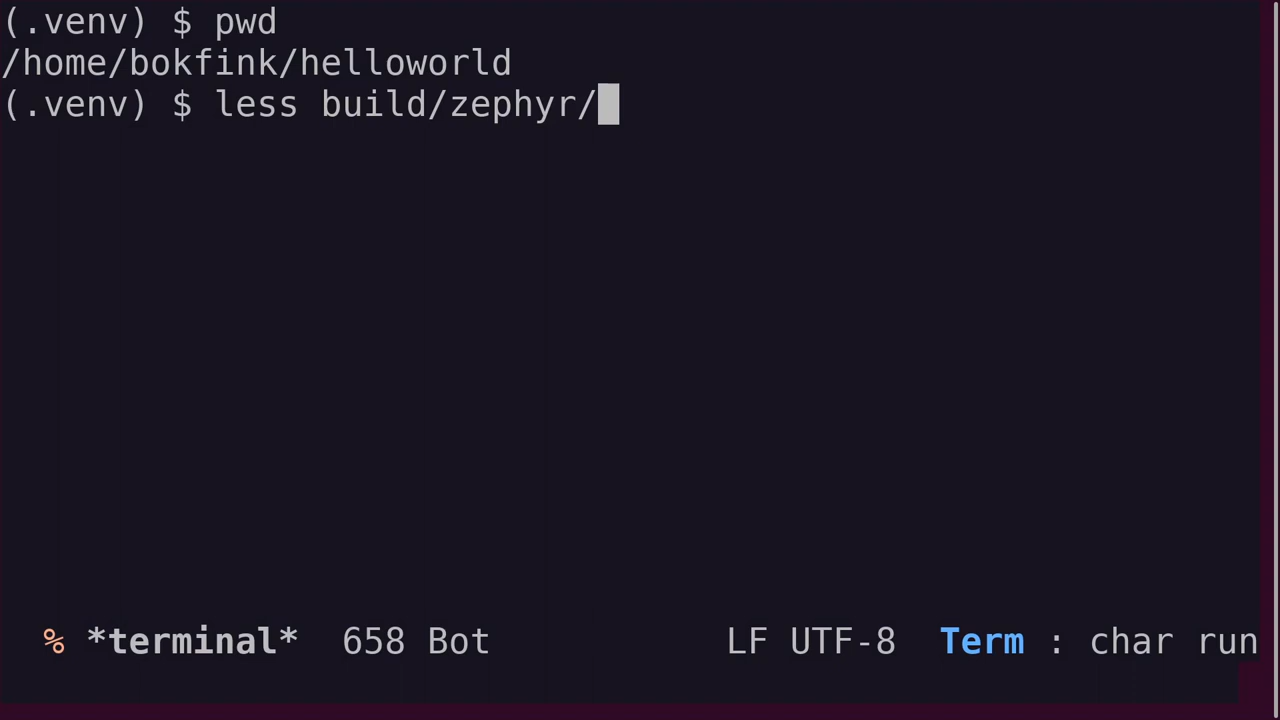 (.venv) $ pwd
/home/bokfink/helloworld
(.venv) $ less build/zephyr/
% *terminal* 658 Bot LF UTF-8 Term : char run